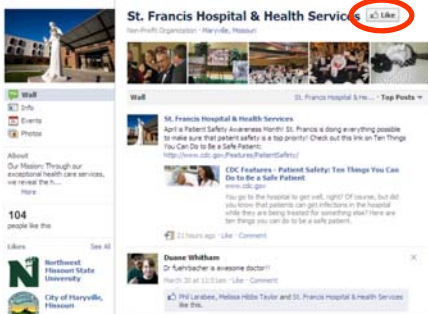 St. Francis Hospital & Health Services Like
Non-Profit Organization · Maryville, Missouri
Wall
Info
Events
Photos
About
Our Mission: Through our
exceptional health care services,
we reveal the h...
More
104
people like this
Likers See All
Northwest
Missouri State
University
City of Maryville,
Missouri
Wall St. Francis Hospital & He... · Top Posts
St. Francis Hospital & Health Services
April is Patient Safety Awareness Month! St. Francis is doing everything possible
to make sure that patient safety is a top priority! Check out this link on Ten Things
You Can Do to Be a Safe Patient:
http://www.cdc.gov/Features/PatientSafety/
CDC Features - Patient Safety: Ten Things You Can
Do to Be a Safe Patient
www.cdc.gov
You go to the hospital to get well, right? Of course, but did
you know that patients can get infections in the hospital
while they are being treated for something else? Here are
ten things you can do to be a safe patient.
21 hours ago · Like · Comment
Duane Whitham
Dr fuehrbacher is awesome doctor!!
March 30 at 11:51am · Like · Comment
Phil Larabee, Melissa Hibbs Taylor and St. Francis Hospital & Health Services
like this.